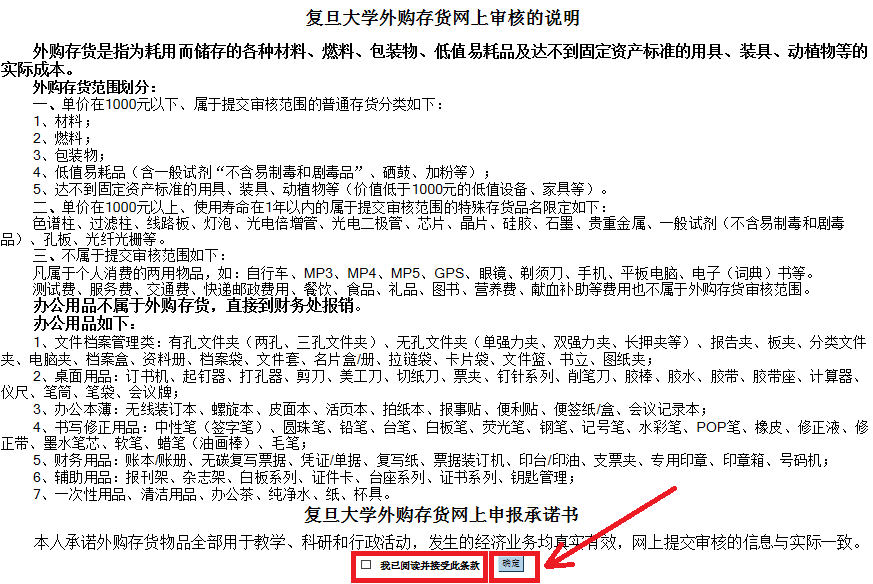 复旦大学外购存货网上审核的说明
外购存货是指为耗用而储存的各种材料、燃料、包装物、低值易耗品及达不到固定资产标准的用具、装具、动植物等的
实际成本。
外购存货范围划分：
一、单价在1000元以下、属于提交审核范围的普通存货分类如下：
1、材料；
2、燃料；
3、包装物；
4、低值易耗品（含一般试剂“不含易制毒和剧毒品”、硒鼓、加粉等）；
5、达不到固定资产标准的用具、装具、动植物等（价值低于1000元的低值设备、家具等）。
二、单价在1000元以上、使用寿命在1年以内的属于提交审核范围的特殊存货品名限定如下：
色谱柱、过滤柱、线路板、灯泡、光电倍增管、光电二极管、芯片、晶片、硅胶、石墨、贵重金属、一般试剂（不含易制毒和剧毒
品）、孔板、光纤光栅等。
三、不属于提交审核范围如下：
凡属于个人消费的两用物品，如：自行车、MP3、MP4、MP5、GPS、眼镜、剃须刀、手机、平板电脑、电子（词典）书等。
测试费、服务费、交通费、快递邮政费用、餐饮、食品、礼品、图书、营养费、献血补助等费用也不属于外购存货审核范围。
办公用品不属于外购存货，直接到财务处报销。
办公用品如下：
1、文件档案管理类：有孔文件夹（两孔、三孔文件夹）、无孔文件夹（单强力夹、双强力夹、长押夹等）、报告夹、板夹、分类文件
夹、电脑夹、档案盒、资料册、档案袋、文件套、名片盒/册、拉链袋、卡片袋、文件篮、书立、图纸夹；
2、桌面用品：订书机、起钉器、打孔器、剪刀、美工刀、切纸刀、票夹、钉针系列、削笔刀、胶棒、胶水、胶带、胶带座、计算器、
仪尺、笔筒、笔袋、会议牌；
3、办公本薄：无线装订本、螺旋本、皮面本、活页本、拍纸本、报事贴、便利贴、便签纸/盒、会议记录本；
4、书写修正用品：中性笔（签字笔）、圆珠笔、铅笔、台笔、白板笔、荧光笔、钢笔、记号笔、水彩笔、POP笔、橡皮、修正液、修
正带、墨水笔芯、软笔、蜡笔（油画棒）、毛笔；
5、财务用品：账本/账册、无碳复写票据、凭证/单据、复写纸、票据装订机、印台/印油、支票夹、专用印章、印章箱、号码机；
6、辅助用品：报刊架、杂志架、白板系列、证件卡、台座系列、证书系列、钥匙管理；
7、一次性用品、清洁用品、办公茶、纯净水、纸、杯具。
复旦大学外购存货网上申报承诺书
本人承诺外购存货物品全部用于教学、科研和行政活动，发生的经济业务均真实有效，网上提交审核的信息与实际一致。
我已阅读并接受此条款 确定